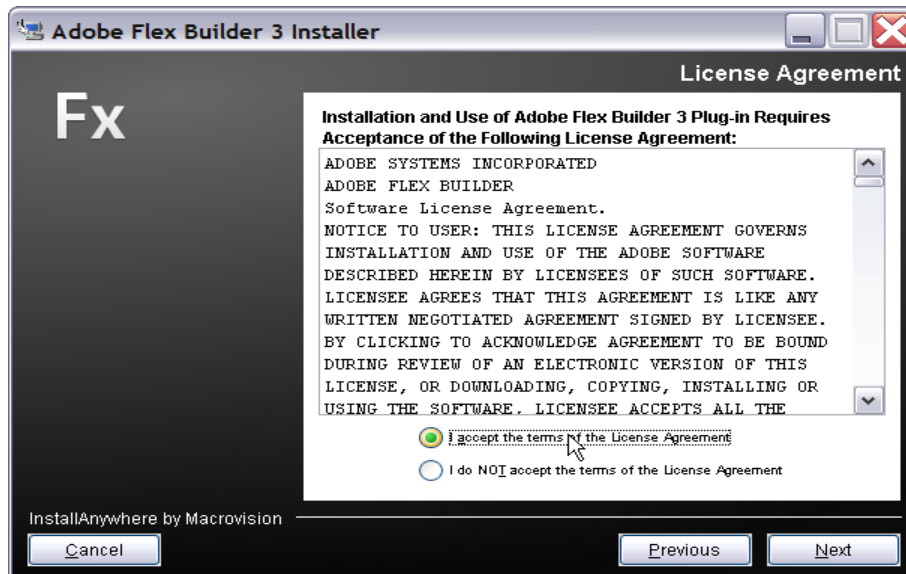 Adobe Flex Builder 3 Installer
License Agreement
Fx
Installation and Use of Adobe Flex Builder 3 Plug-in Requires
Acceptance of the Following License Agreement:
ADOBE SYSTEMS INCORPORATED
ADOBE FLEX BUILDER
Software License Agreement.
NOTICE TO USER: THIS LICENSE AGREEMENT GOVERNS
INSTALLATION AND USE OF THE ADOBE SOFTWARE
DESCRIBED HEREIN BY LICENSEES OF SUCH SOFTWARE.
LICENSEE AGREES THAT THIS AGREEMENT IS LIKE ANY
WRITTEN NEGOTIATED AGREEMENT SIGNED BY LICENSEE.
BY CLICKING TO ACKNOWLEDGE AGREEMENT TO BE BOUND
DURING REVIEW OF AN ELECTRONIC VERSION OF THIS
LICENSE, OR DOWNLOADING, COPYING, INSTALLING OR
USING THE SOFTWARE, LICENSEE ACCEPTS ALL THE
I accept the terms of the License Agreement
I do NOT accept the terms of the License Agreement
InstallAnywhere by Macrovision
Cancel
Previous
Next